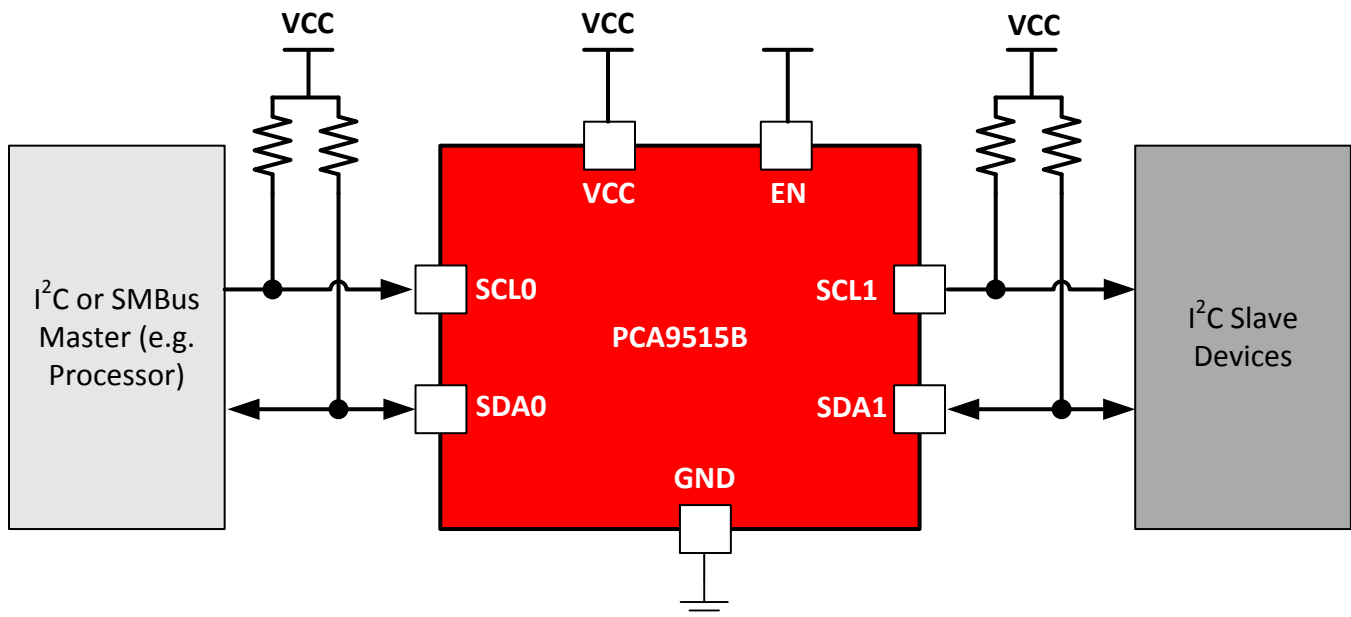 VCC
VCC
VCC
VCC
EN
I²C or SMBus
Master (e.g.
Processor)
SCL0
SDA0
PCA9515B
SCL1
SDA1
GND
I²C Slave
Devices